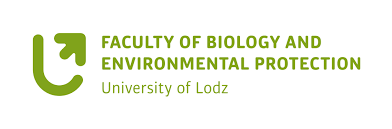 FACULTY OF BIOLOGY AND
ENVIRONMENTAL PROTECTION
University of Lodz